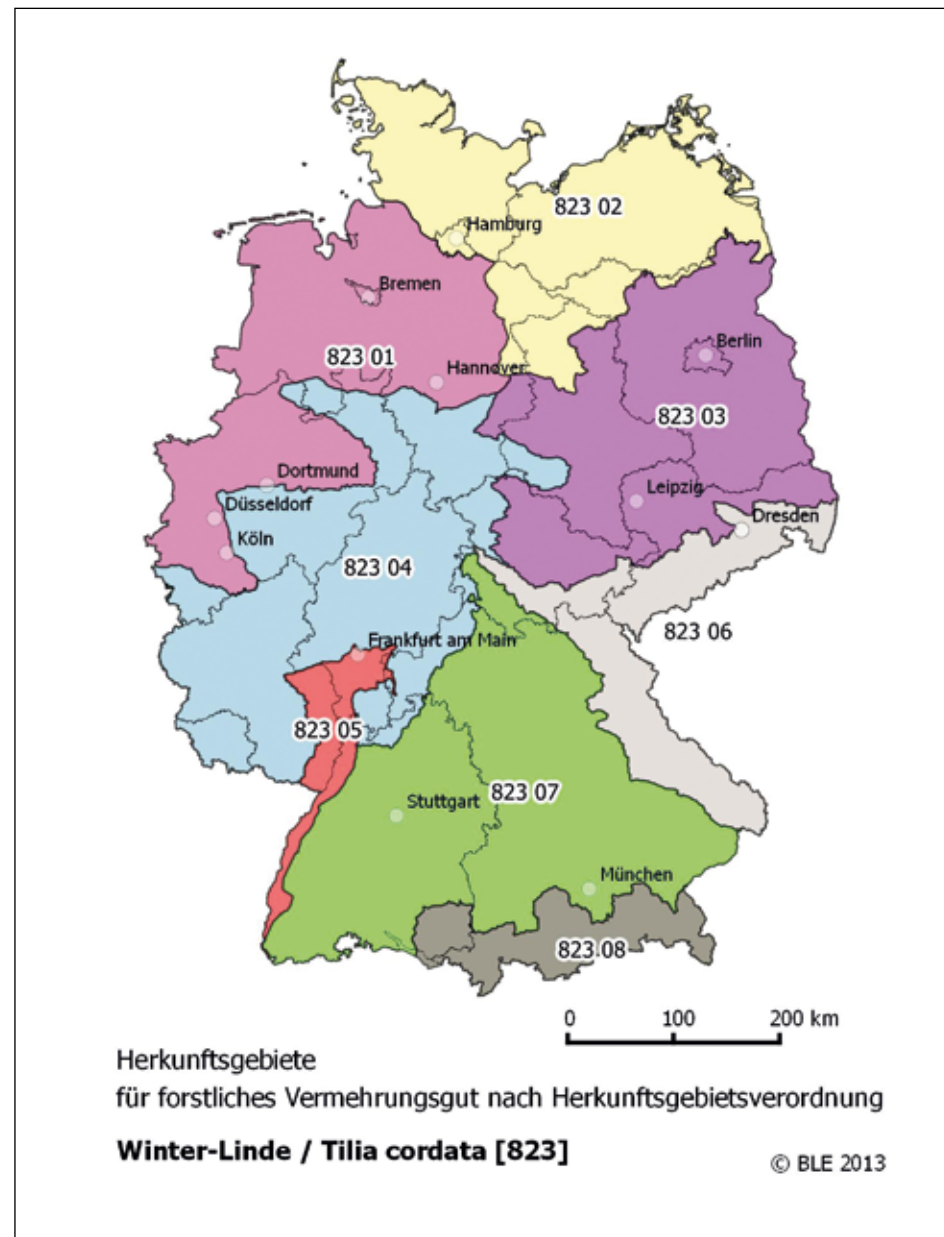 823 02
Hamburg
Bremen
Berlin
823 01
Hannover
823 03
Dortmund
Leipzig
Düsseldorf
Dresden
Köln
823 04
823 06
Frankfurt am Main
823 05
823 07
Stuttgart
München
823 08
0 100 200 km
Herkunftsgebiete
für forstliches Vermehrungsgut nach Herkunftsgebietsverordnung
Winter-Linde / Tilia cordata [823]
© BLE 2013